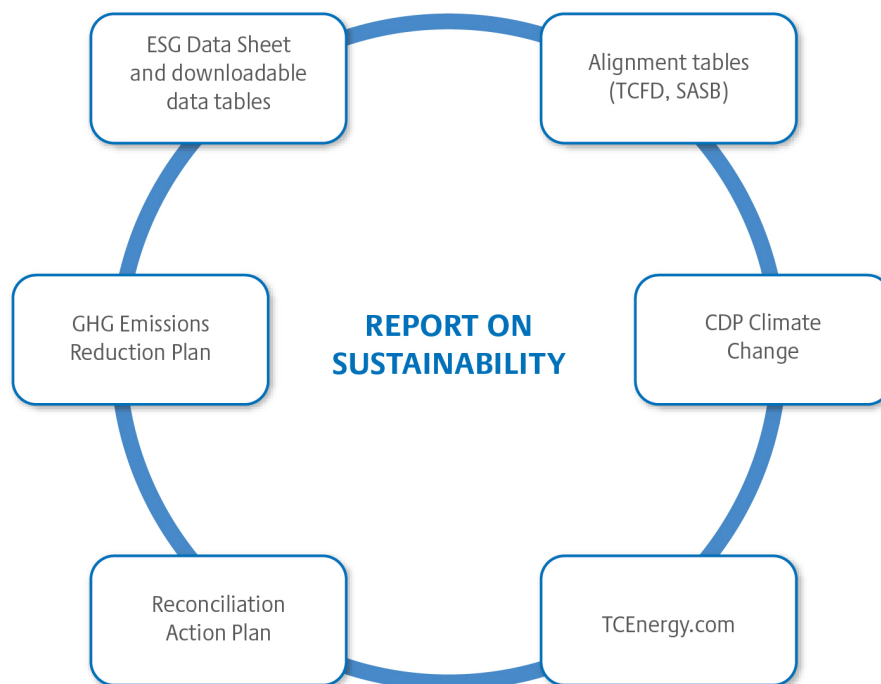 ESG Data Sheet
and downloadable
data tables
Alignment tables
(TCFD, SASB)
GHG Emissions
Reduction Plan
REPORT ON
SUSTAINABILITY
CDP Climate
Change
Reconciliation
Action Plan
TCEnergy.com